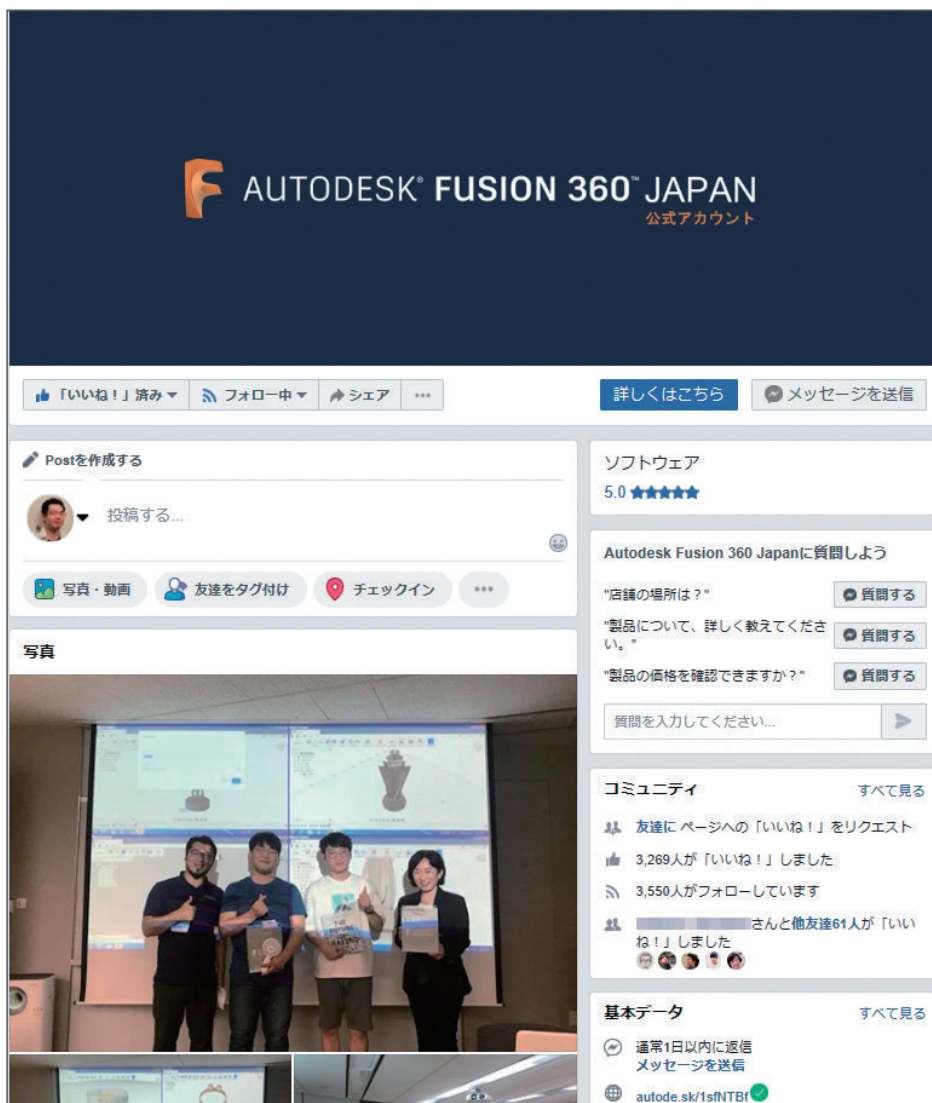 AUTODESK® FUSION 360™ JAPAN
公式アカウント
「いいね！」済み
フォロー中
シェア
詳しくはこちら
メッセージを送信
Postを作成する
投稿する...
写真・動画
友達をタグ付け
チェックイン
写真
ソフトウェア
5.0
Autodesk Fusion 360 Japanに質問しよう
"店舗の場所は？"
質問する
"製品について、詳しく教えてくださ
い。"
質問する
"製品の価格を確認できますか？"
質問する
質問を入力してください...
コミュニティ
すべて見る
友達に ページへの「いいね！」をリクエスト
3,269人が「いいね！」しました
3,550人がフォローしています
さんと他友達61人が「いい
ね！」しました
基本データ
すべて見る
通常1日以内に返信
メッセージを送信
autode.sk/1sfNTBf